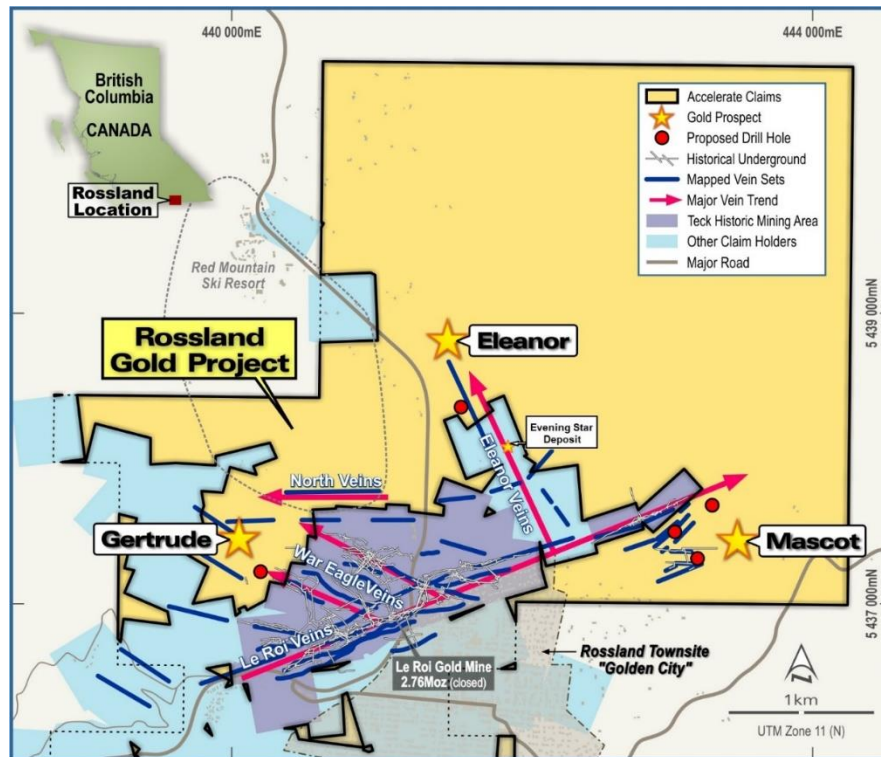 440 000mE
444 000mE
British
Columbia
CANADA
Rossland
Location
Accelerate Claims
Gold Prospect
Proposed Drill Hole
Historical Underground
Mapped Vein Sets
Major Vein Trend
Teck Historic Mining Area
Other Claim Holders
Major Road
Red Mountain
Ski Resort
5 439 000mN
Rossland
Gold Project
Eleanor
Evening Star
Deposit
Eleanor Veins
North Veins
Gertrude
Mascot
War EagleVeins
Le Roi Veins
5 437 000mN
Le Roi Gold Mine
2.76Moz (closed)
Rossland Townsite
"Golden City"
N
1km
UTM Zone 11 (N)